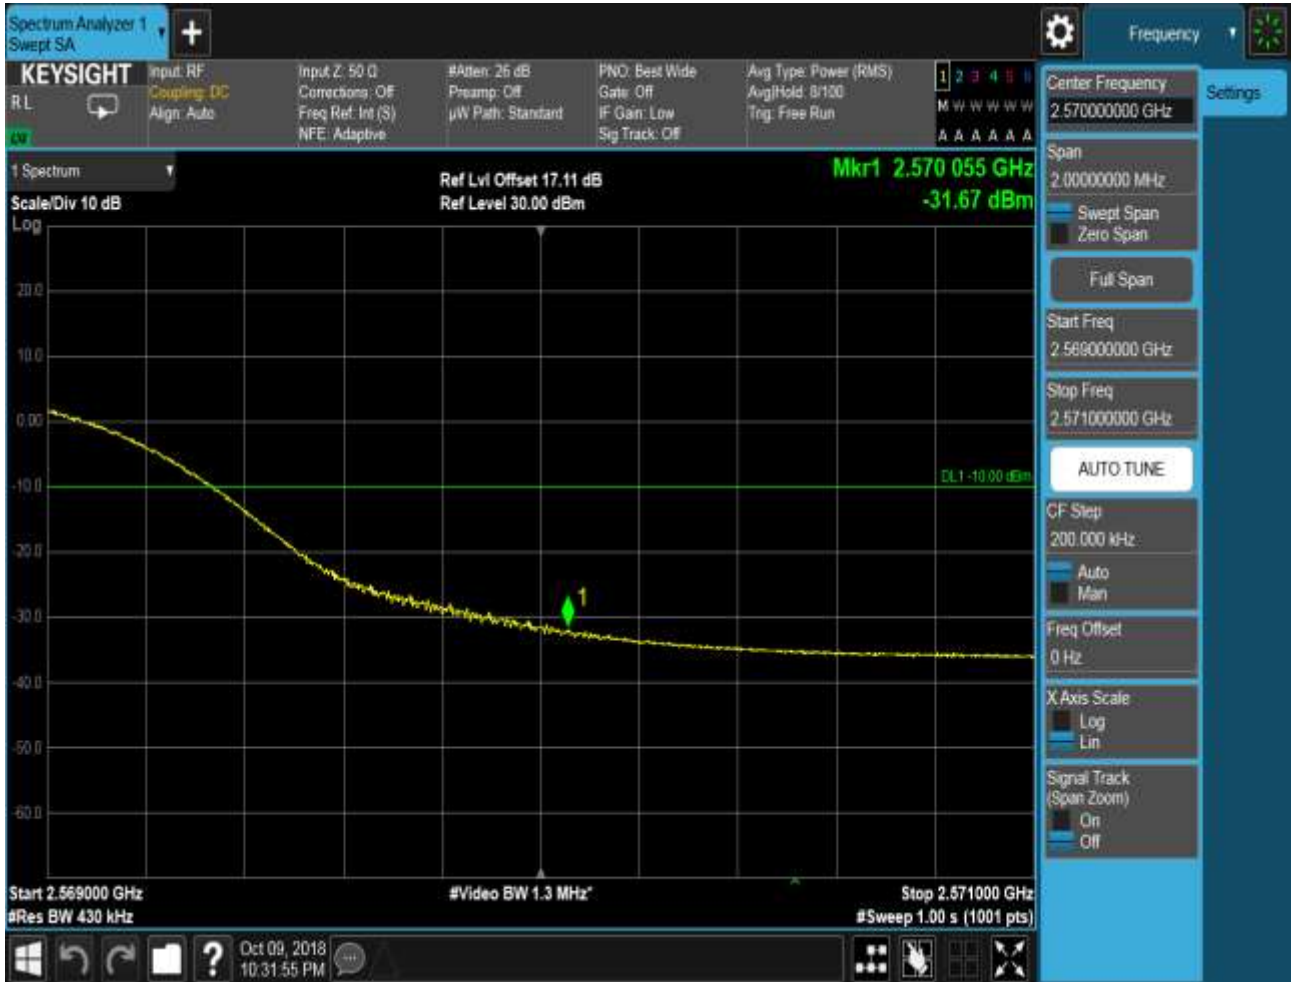 Spectrum Analyzer 1
Swept SA
+
Frequency
KEYSIGHT
R L
Input: RF
Coupling: DC
Align: Auto
Input Z: 50 Ω
Corrections: Off
Freq Ref: Int (S)
NFE: Adaptive
#Atten: 26 dB
Preamp: Off
µW Path: Standard
PNO: Best Wide
Gate: Off
IF Gain: Low
Sig Track: Off
Avg Type: Power (RMS)
Avg|Hold: 8/100
Trig: Free Run
1 2 3 4 5 6
M W W W W W
A A A A A A
1 Spectrum
Scale/Div 10 dB
Log
Ref Lvl Offset 17.11 dB
Ref Level 30.00 dBm
Mkr1 2.570 055 GHz
-31.67 dBm
20.0
10.0
0.00
-10.0
-20.0
-30.0
-40.0
-50.0
-60.0
DL1 -10.00 dBm
1
Start 2.569000 GHz
#Res BW 430 kHz
#Video BW 1.3 MHz*
Stop 2.571000 GHz
#Sweep 1.00 s (1001 pts)
?
Oct 09, 2018
10:31:55 PM
Center Frequency
2.570000000 GHz
Settings
Span
2.00000000 MHz
Swept Span
Zero Span
Full Span
Start Freq
2.569000000 GHz
Stop Freq
2.571000000 GHz
AUTO TUNE
CF Step
200.000 kHz
Auto
Man
Freq Offset
0 Hz
X Axis Scale
Log
Lin
Signal Track
(Span Zoom)
On
Off